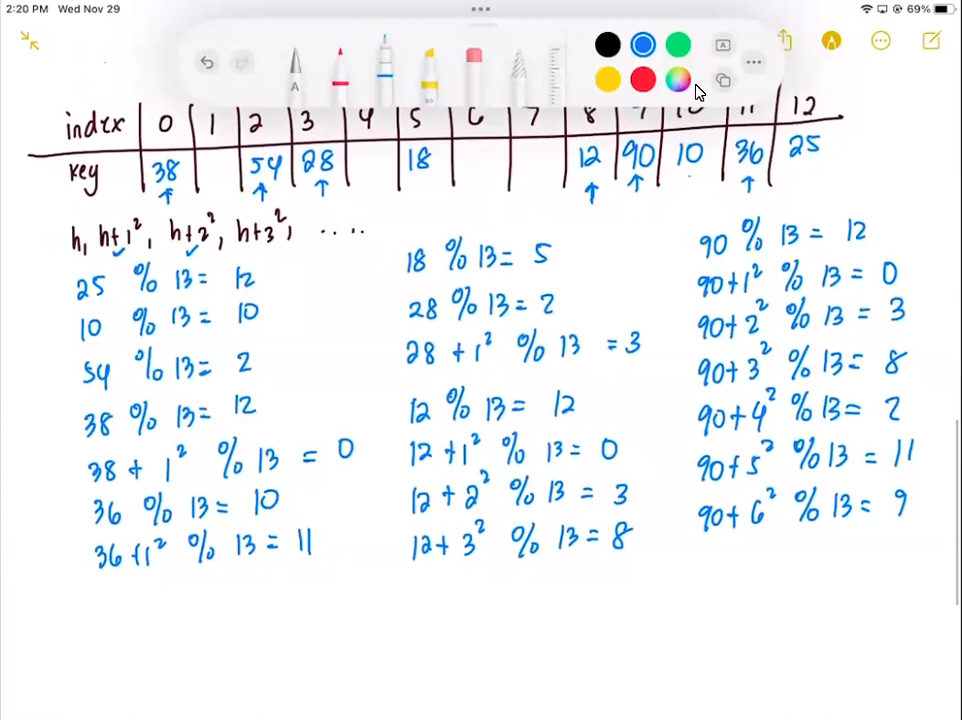 2:20 PM Wed Nov 29 69%
index 0 1 2 3 4 5 6 7 8 9 10 11 12
key 38 54 28 18 12 90 10 36 25
h, h+1², h+2², h+3², ....
25 % 13 = 12
10 % 13 = 10
54 % 13 = 2
38 % 13 = 12
38 + 1² % 13 = 0
36 % 13 = 10
36 + 1² % 13 = 11
18 % 13 = 5
28 % 13 = 2
28 + 1² % 13 = 3
12 % 13 = 12
12 + 1² % 13 = 0
12 + 2² % 13 = 3
12 + 3² % 13 = 8
90 % 13 = 12
90 + 1² % 13 = 0
90 + 2² % 13 = 3
90 + 3² % 13 = 8
90 + 4² % 13 = 2
90 + 5² % 13 = 11
90 + 6² % 13 = 9